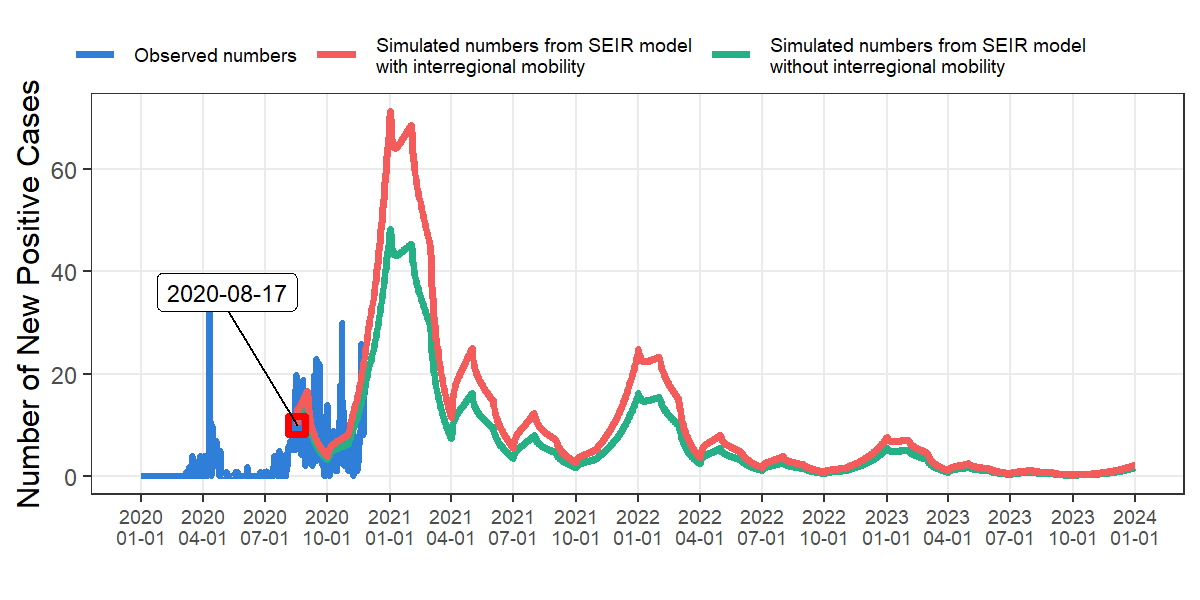 Observed numbers
Simulated numbers from SEIR model
with interregional mobility
Simulated numbers from SEIR model
without interregional mobility
Number of New Positive Cases
60
40
20
0
2020-08-17
2020 2020 2020 2020 2021 2021 2021 2021 2022 2022 2022 2022 2023 2023 2023 2023 2024
01-01 04-01 07-01 10-01 01-01 04-01 07-01 10-01 01-01 04-01 07-01 10-01 01-01 04-01 07-01 10-01 01-01